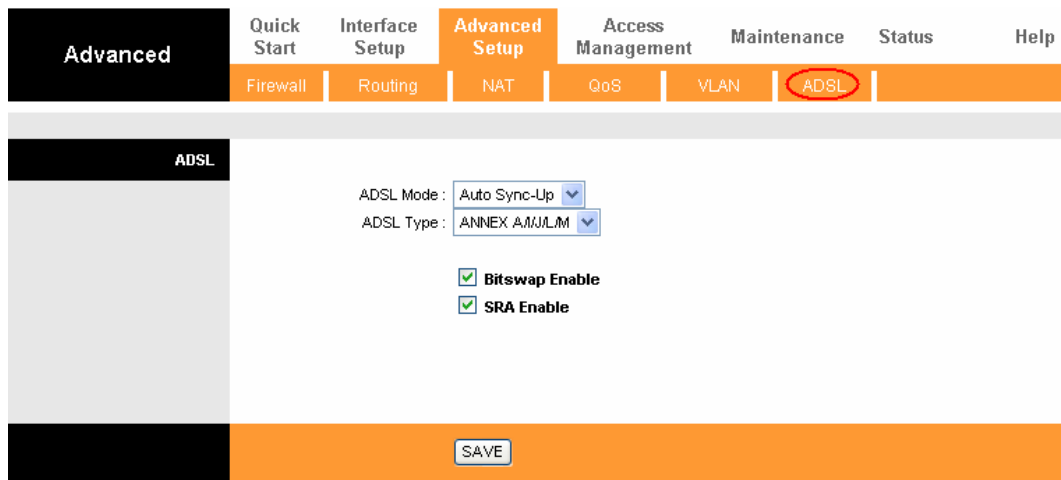 Advanced
Quick Start
Interface Setup
Advanced Setup
Access Management
Maintenance
Status
Help
Firewall
Routing
NAT
QoS
VLAN
ADSL
ADSL
ADSL Mode : Auto Sync-Up
ADSL Type : ANNEX A/I/J/L/M
Bitswap Enable
SRA Enable
SAVE